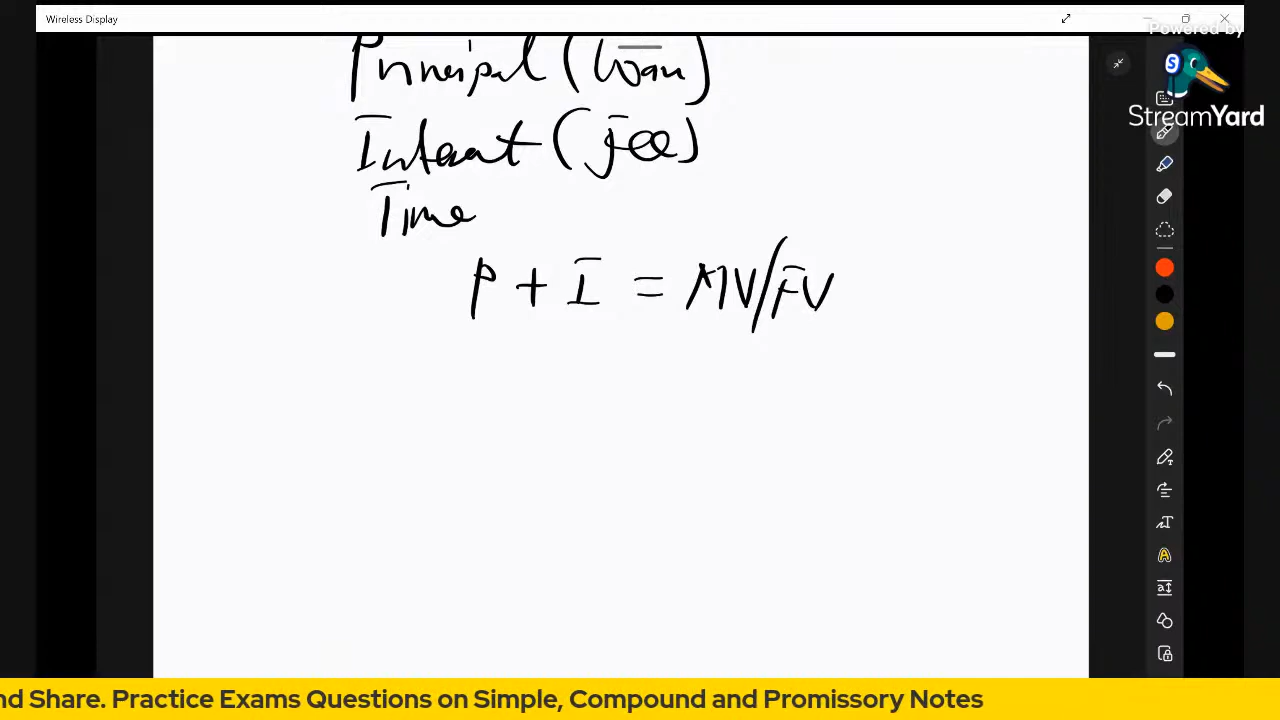 Wireless Display
Powered by
StreamYard
Principal (loan)
Interest (fee)
Time
P + I = MV/FV
nd Share. Practice Exams Questions on Simple, Compound and Promissory Notes